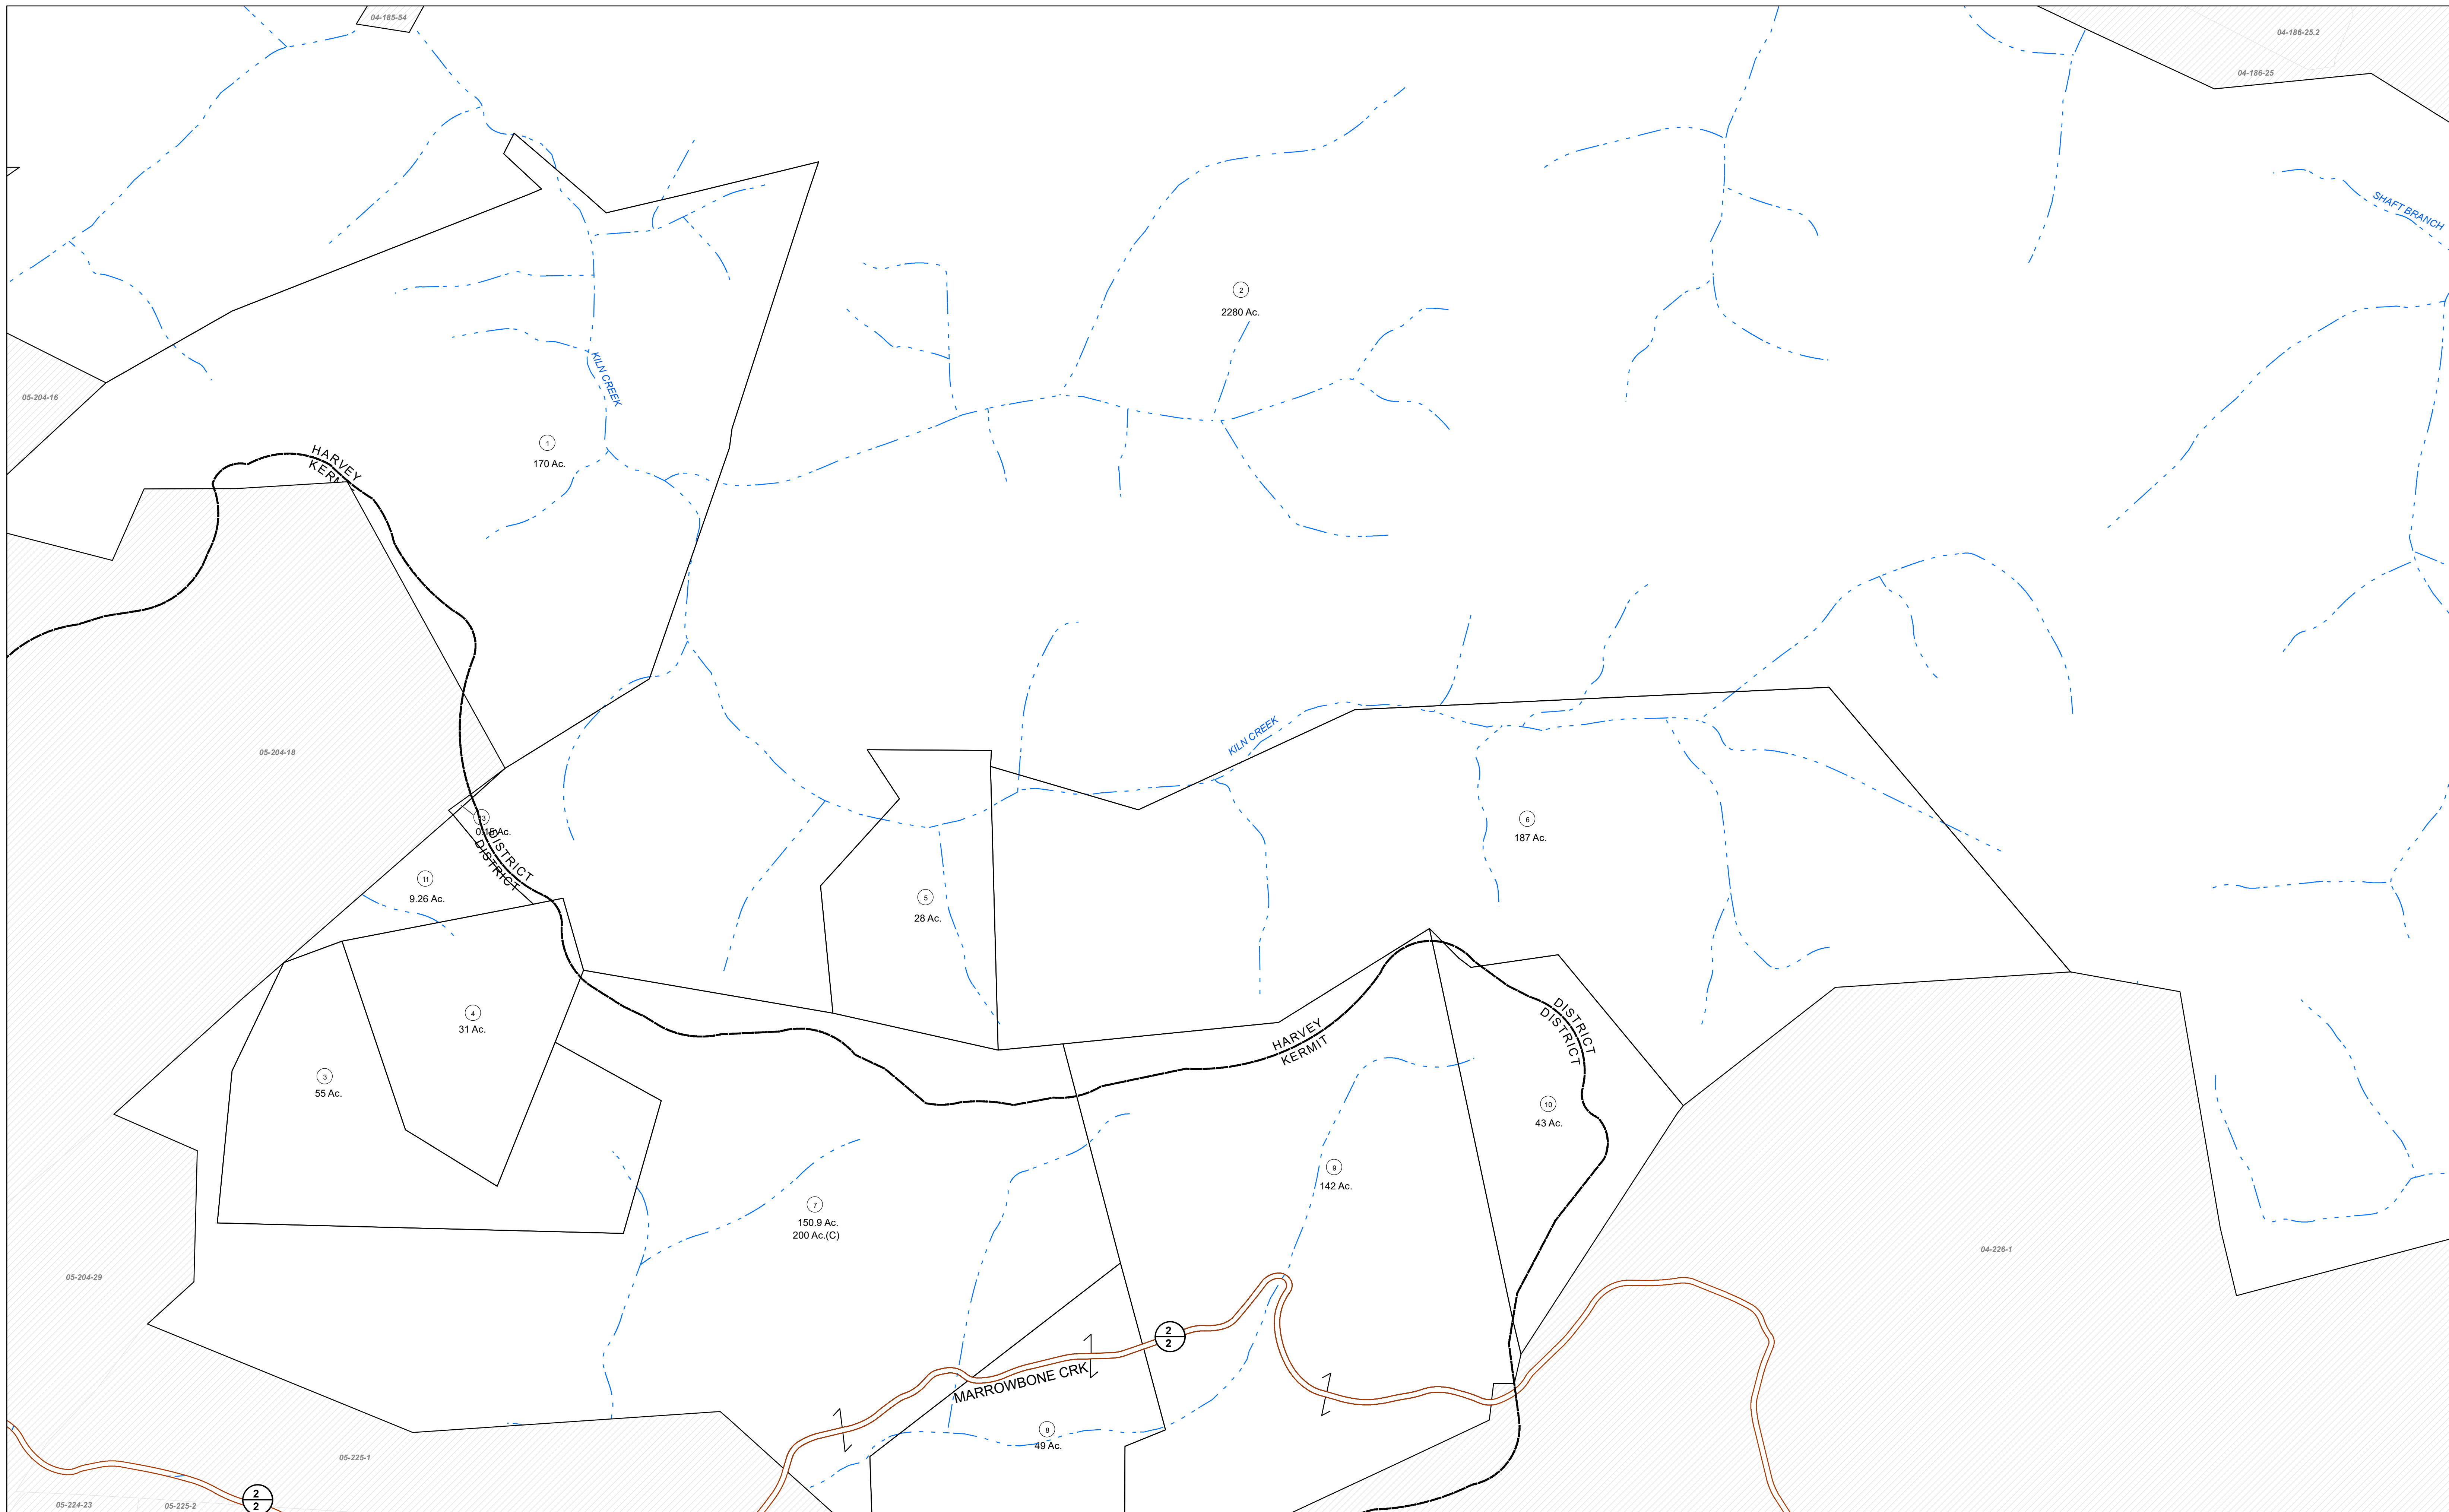 04-185-54
04-186-25.2
04-186-25
SHAFT BRANCH
2
2280 Ac.
KILN CREEK
05-204-16
1
170 Ac.
HARVEY
05-204-18
KILN CREEK
0.15 Ac.
DISTRICT
DISTRICT
6
187 Ac.
11
9.26 Ac.
5
28 Ac.
4
31 Ac.
HARVEY
KERMIT
DISTRICT
DISTRICT
3
55 Ac.
10
43 Ac.
9
142 Ac.
7
150.9 Ac.
200 Ac.(C)
04-226-1
05-204-29
2
2
MARROWBONE CRK
8
49 Ac.
05-225-1
2
2
05-224-23
05-225-2